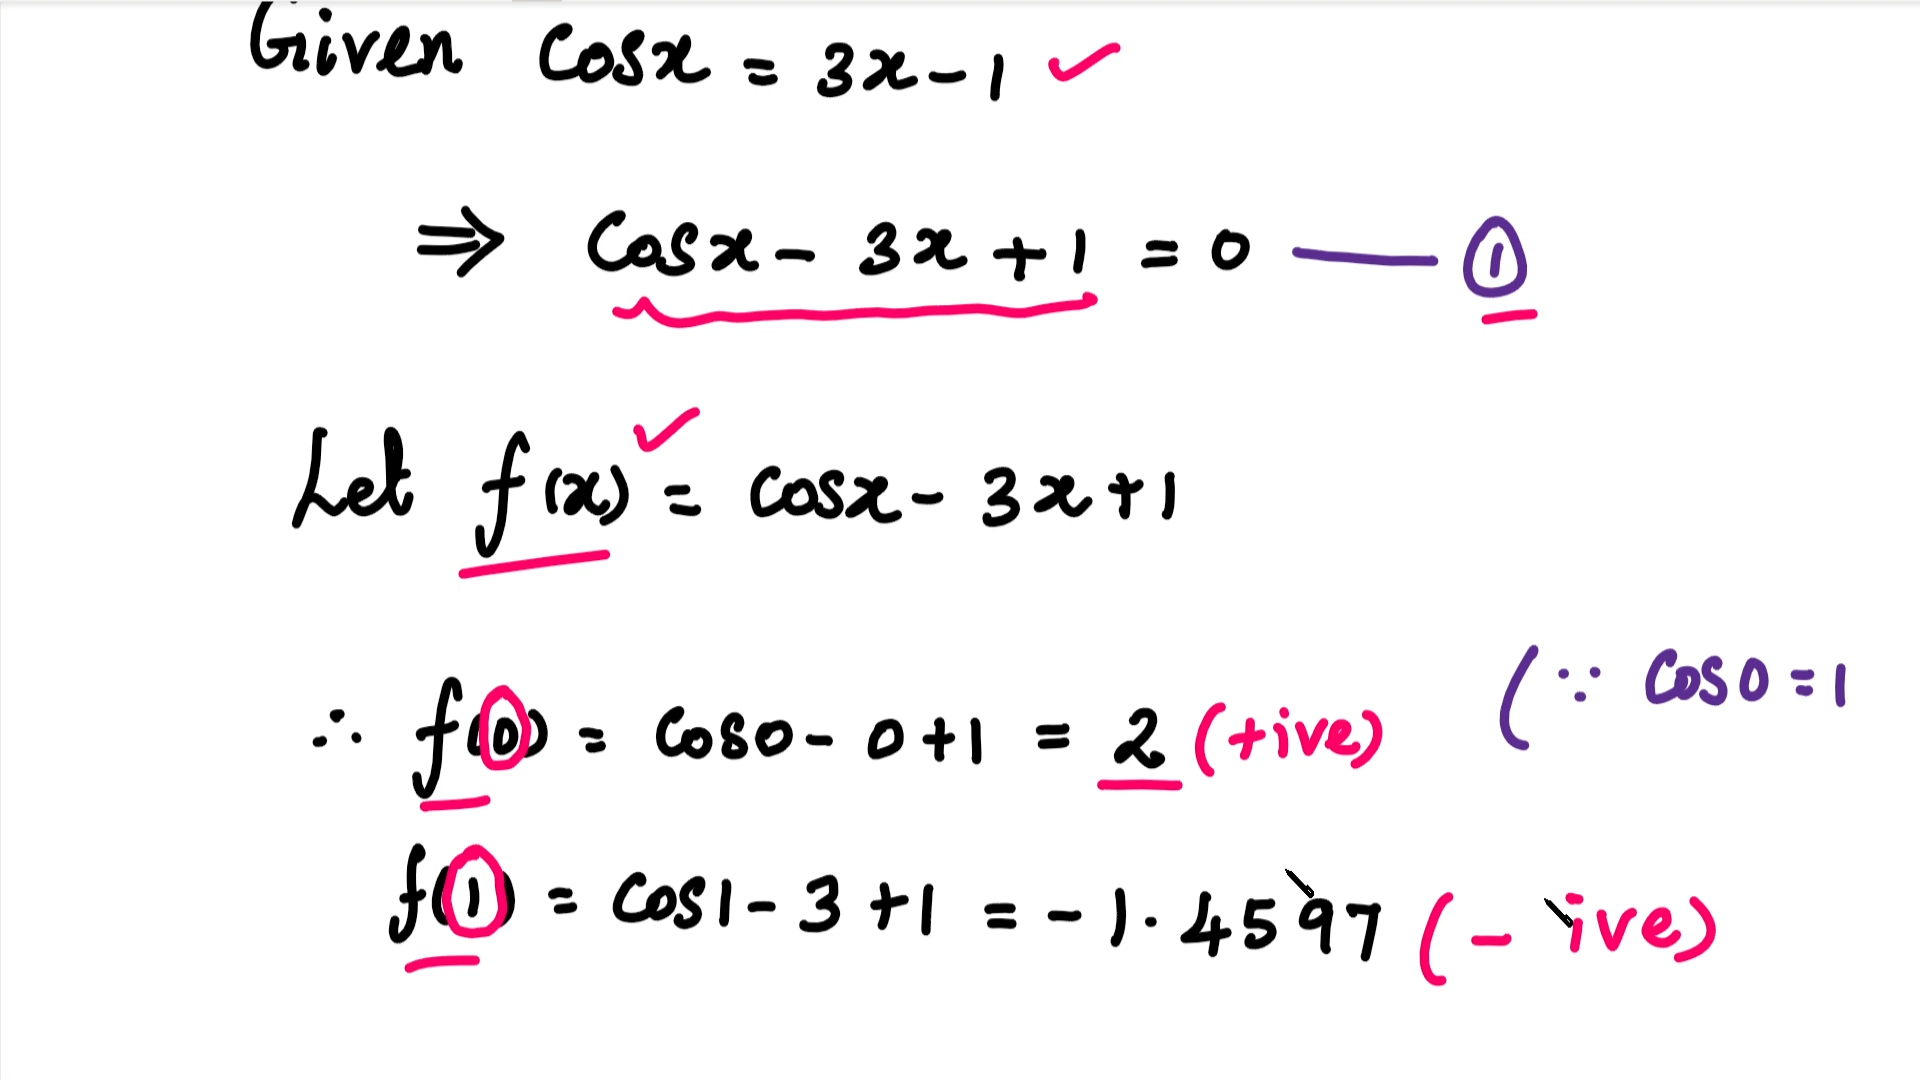 Given cosx = 3x-1 ✓
⇒ cosx - 3x + 1 = 0 — ①
Let f(x) ✓ = cosx - 3x + 1
(∵ cos0 = 1
∴ f(0) = cos0 - 0 + 1 = 2 (+ive)
f(1) = cos1 - 3 + 1 = -1.4597 (-ive)